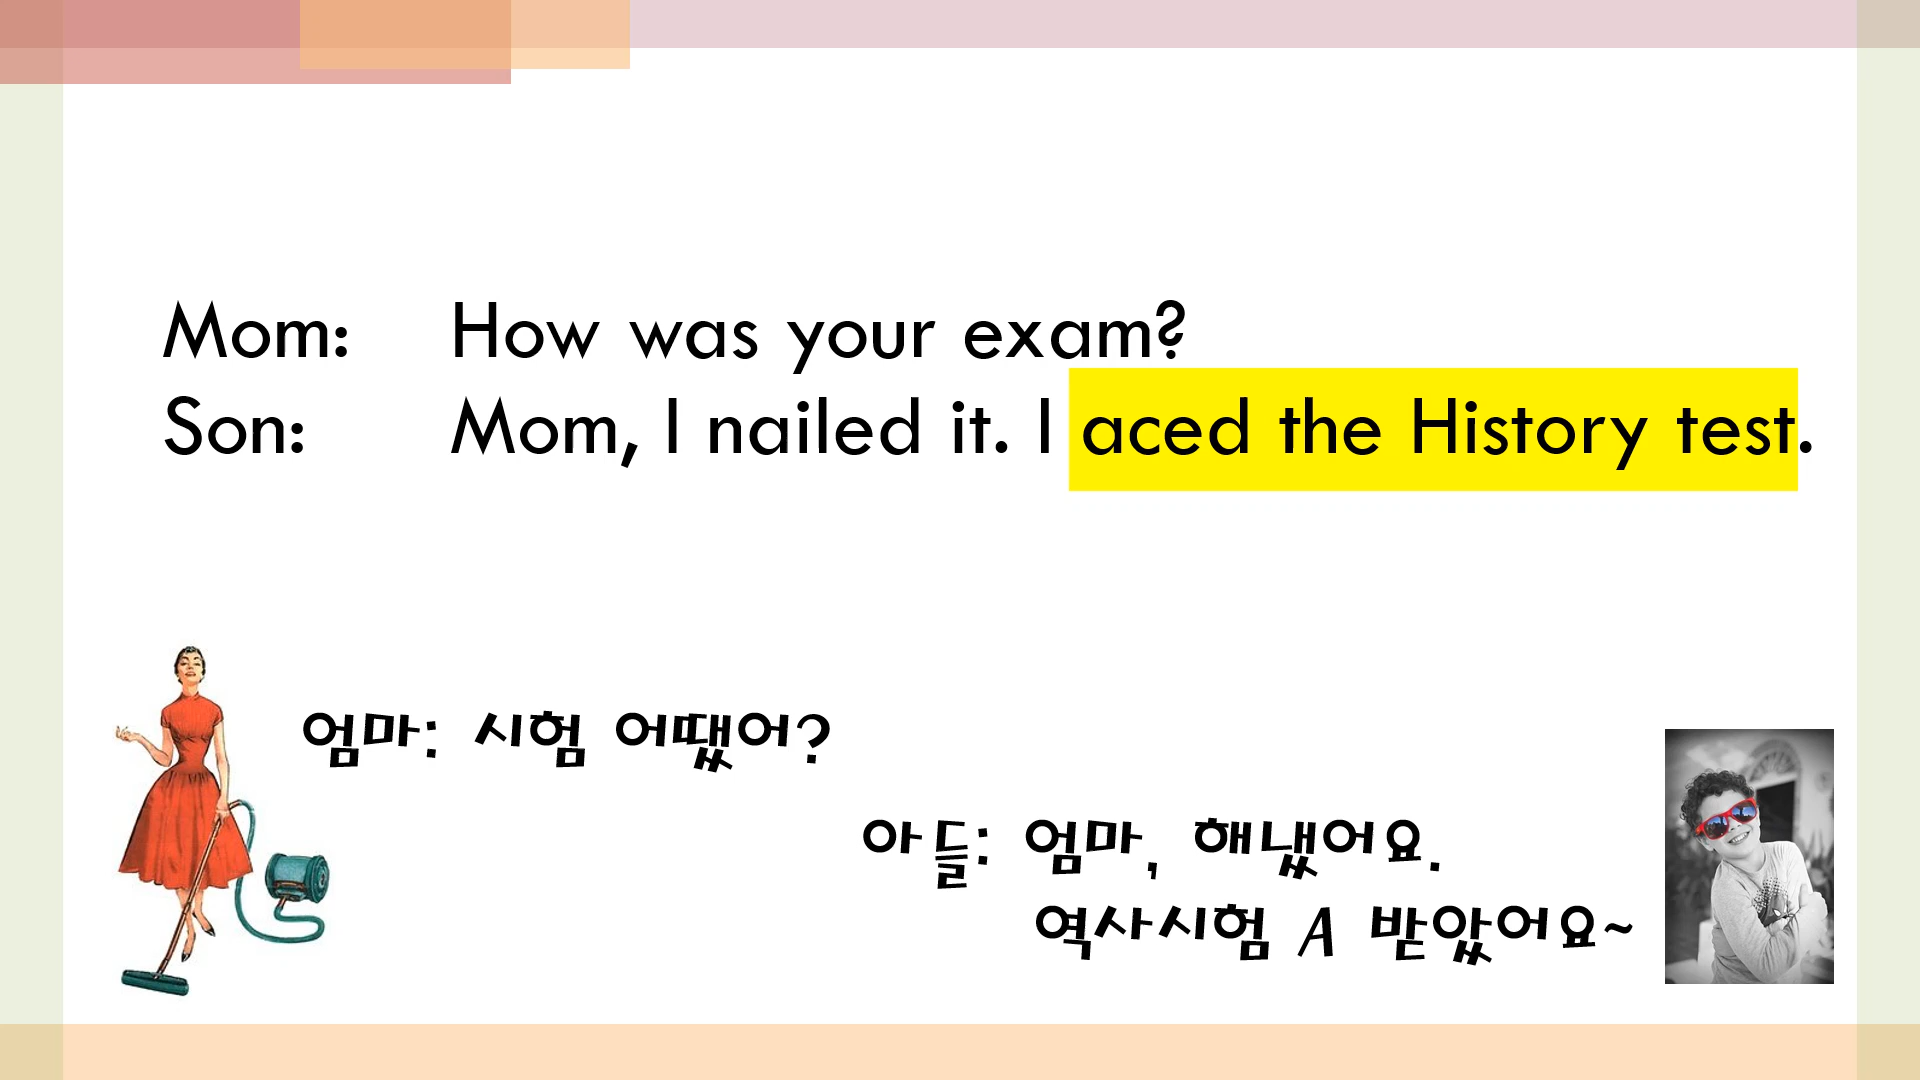 Mom: How was your exam?
Son: Mom, I nailed it. I aced the History test.
엄마: 시험 어땠어?
아들: 엄마, 해냈어요.
역사시험 A 받았어요~